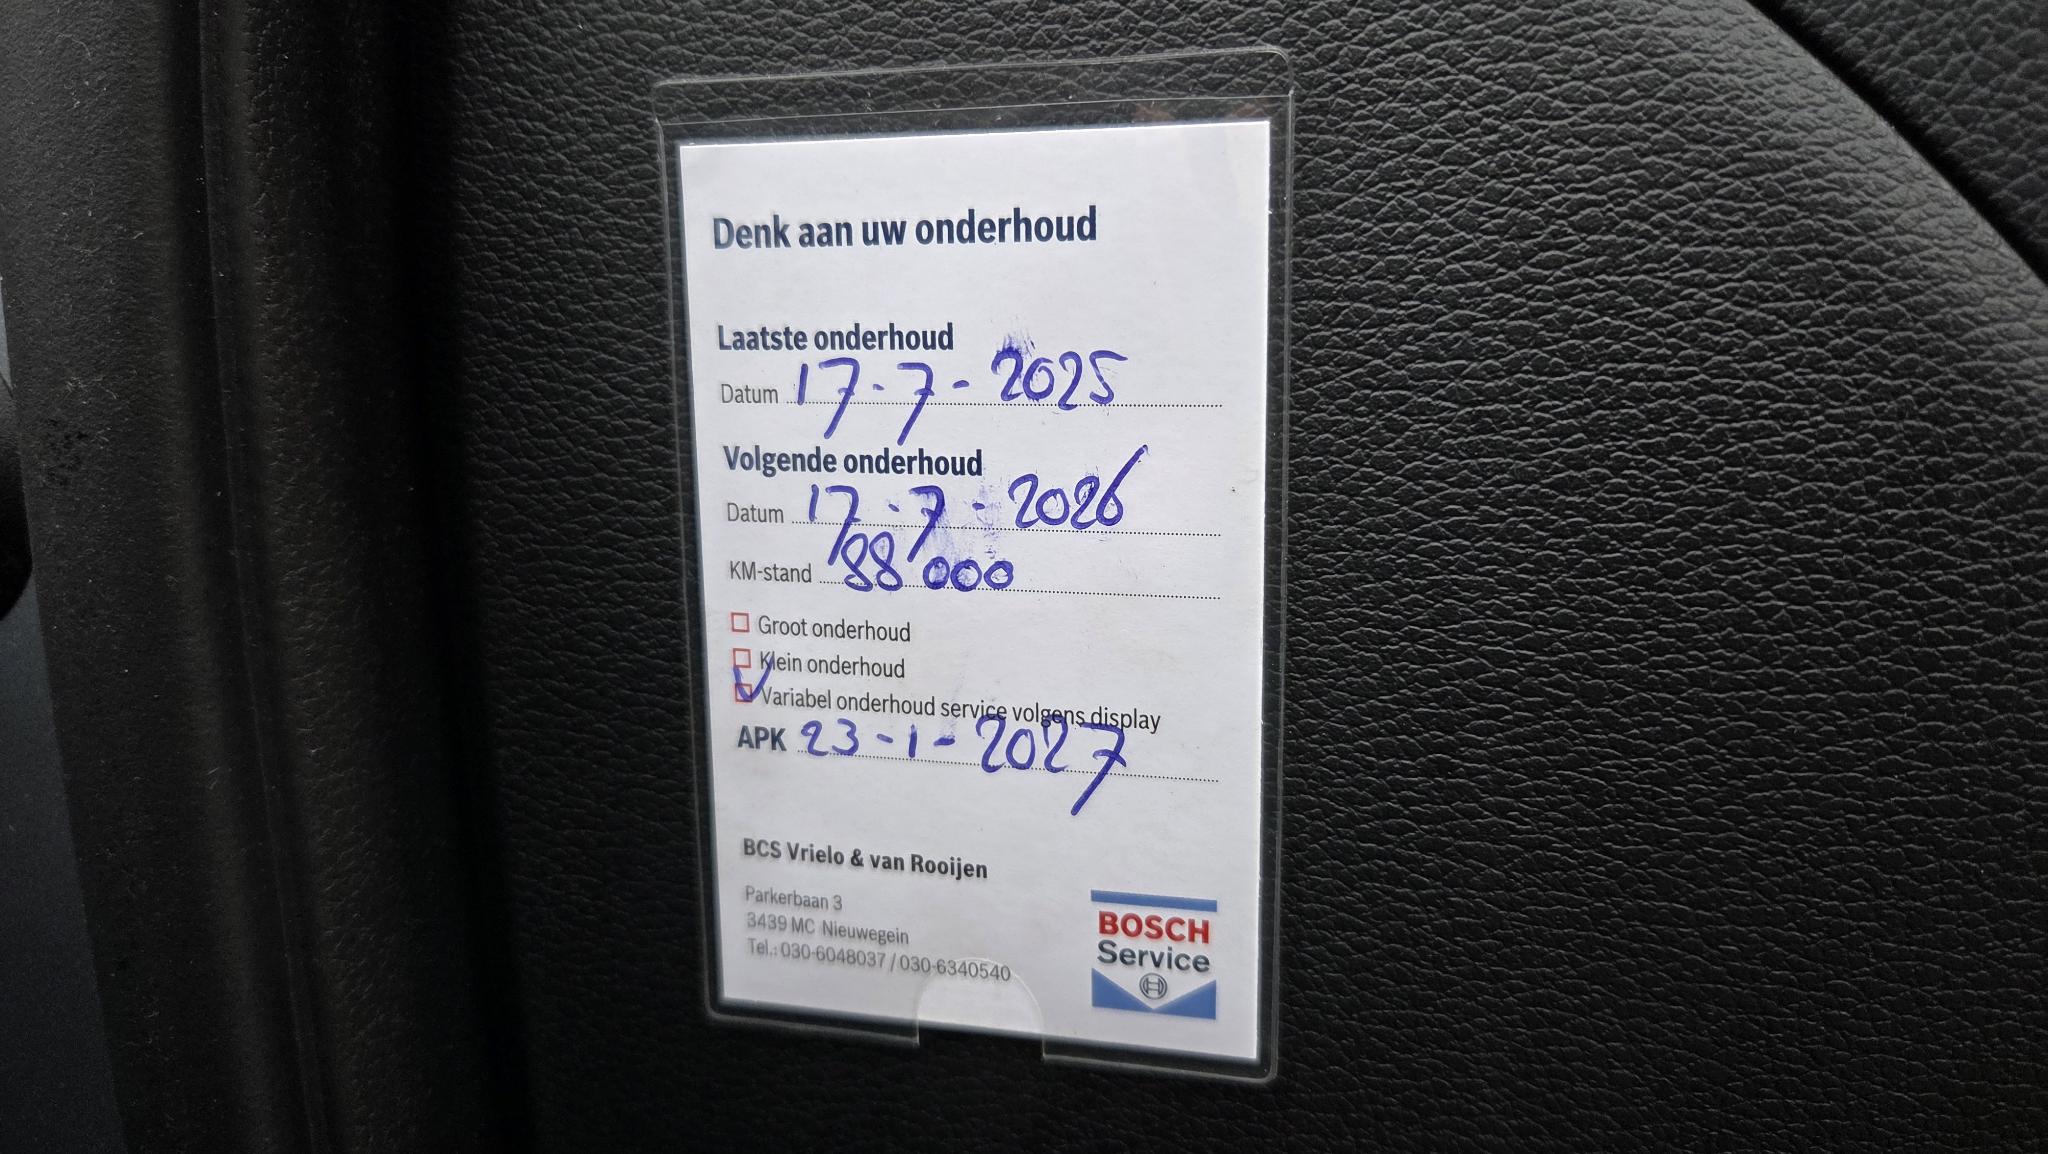 Denk aan uw onderhoud
Laatste onderhoud
Datum 17-7-2025
Volgende onderhoud
Datum 17-7-2026
KM-stand 88000
Groot onderhoud
Klein onderhoud
Variabel onderhoud service volgens display
APK 23-1-2027
BCS Vrielo & van Rooijen
Parkerbaan 3
3439 MC Nieuwegein
Tel.: 030-6048037 / 030-6340540
BOSCH
Service